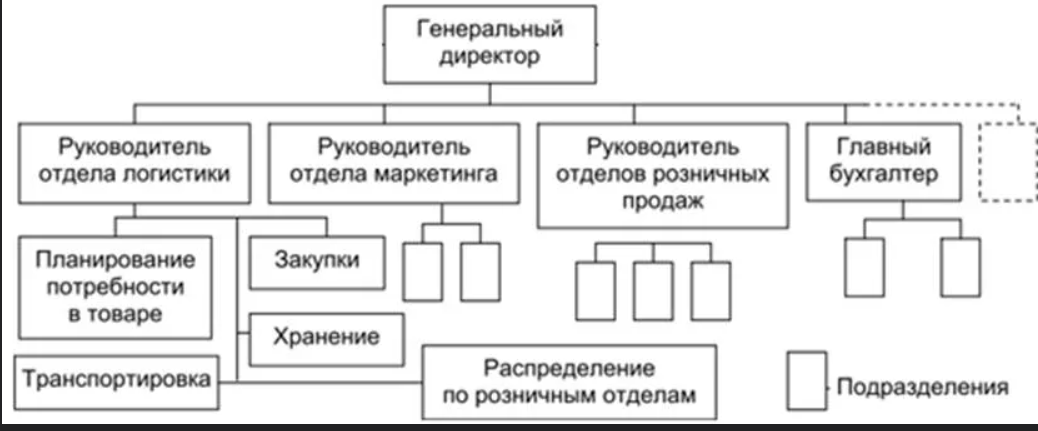 Генеральный
директор
Руководитель
отдела логистики
Руководитель
отдела маркетинга
Руководитель
отделов розничных
продаж
Главный
бухгалтер
Планирование
потребности
в товаре
Закупки
Хранение
Транспортировка
Распределение
по розничным отделам
Подразделения